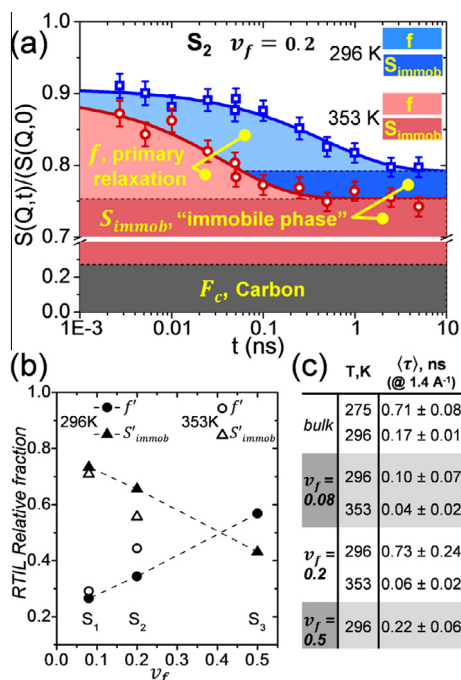 (a)
S₂ v_f = 0.2
296 K
f
S_immob
353 K
f
S_immob
S(Q,t)/(S(Q,0)
1.0
0.9
0.8
0.7
0.2
0.0
f, primary
relaxation
S_immob, “immobile phase”
F_c, Carbon
1E-3 0.01 0.1 1 10
t (ns)
(b)
296K f' 353K f'
S'_immob S'_immob
RTIL Relative fraction
0.8
0.6
0.4
0.2
S₁ S₂ S₃
0.0 0.1 0.2 0.3 0.4 0.5
v_f
(c)
T,K ⟨τ⟩, ns
(@ 1.4 A⁻¹)
bulk
275 0.71 ± 0.08
296 0.17 ± 0.01
v_f =
0.08
296 0.10 ± 0.07
353 0.04 ± 0.02
v_f =
0.2
296 0.73 ± 0.24
353 0.06 ± 0.02
v_f =
0.5
296 0.22 ± 0.06